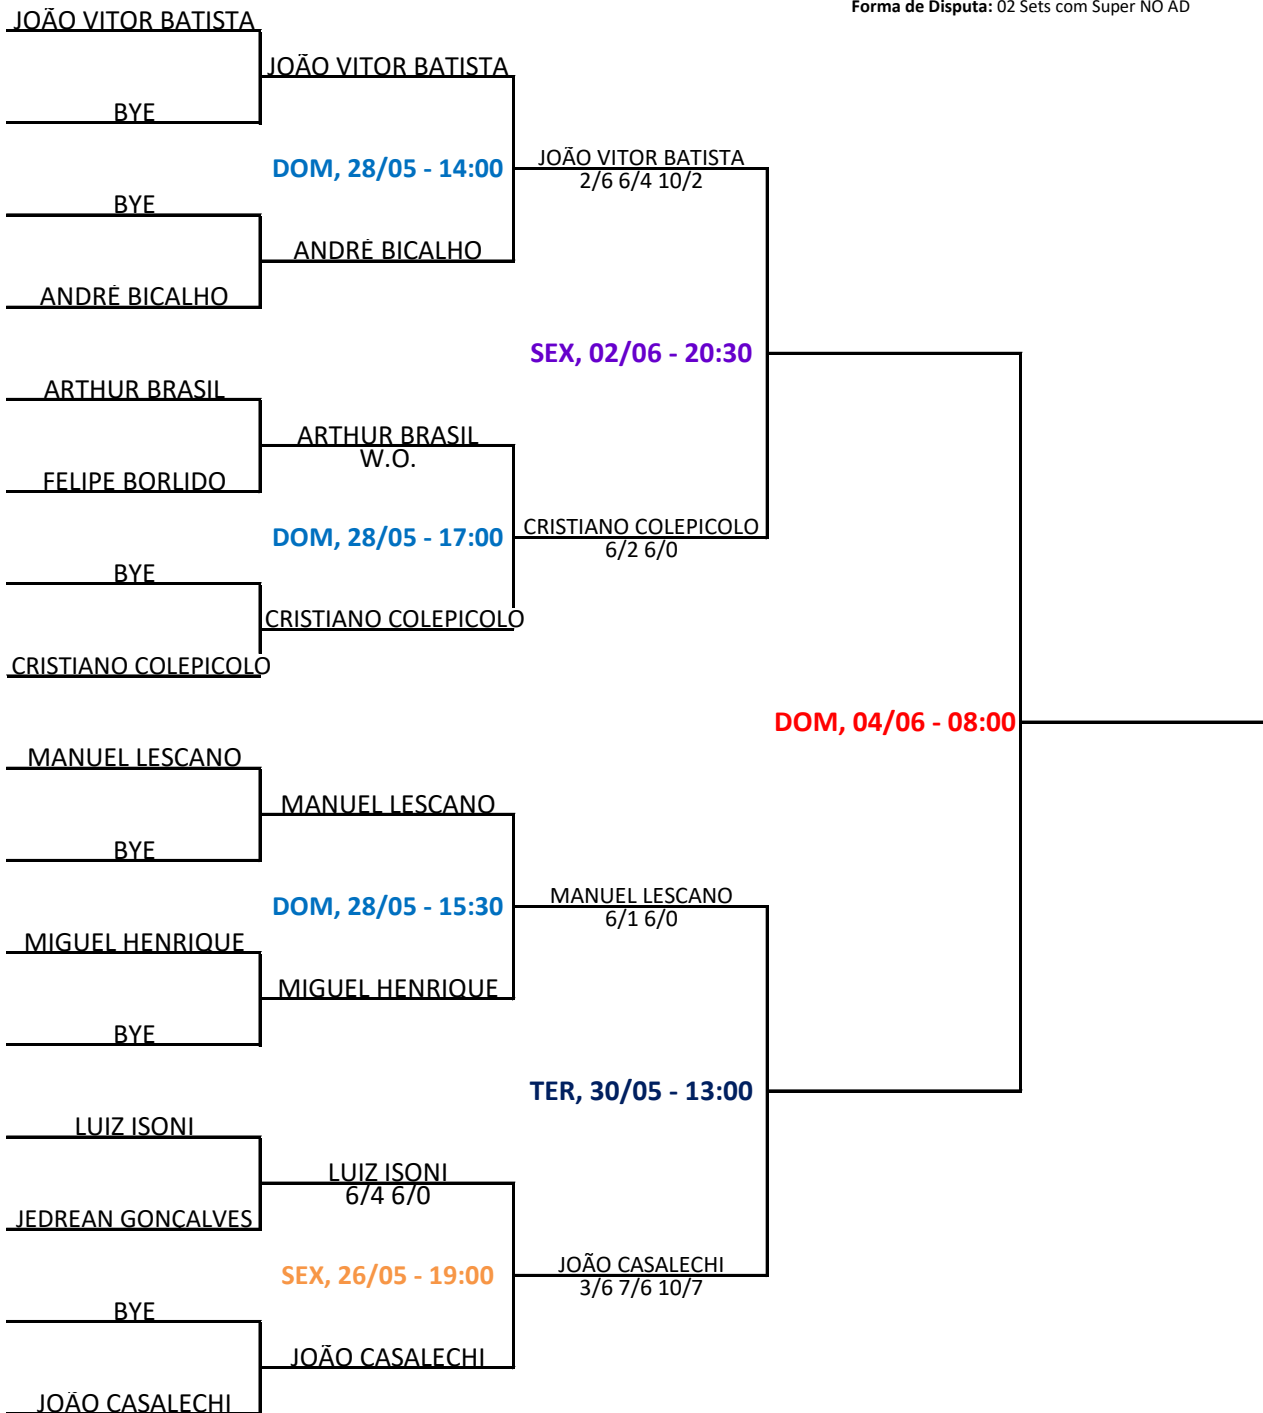 Forma de Disputa: 02 Sets com Super NO AD
JOÃO VITOR BATISTA
JOÃO VITOR BATISTA
BYE
JOÃO VITOR BATISTA
DOM, 28/05 - 14:00
2/6 6/4 10/2
BYE
ANDRÉ BICALHO
ANDRÉ BICALHO
SEX, 02/06 - 20:30
ARTHUR BRASIL
ARTHUR BRASIL
W.O.
FELIPE BORLIDO
CRISTIANO COLEPICOLO
DOM, 28/05 - 17:00
6/2 6/0
BYE
CRISTIANO COLEPICOLO
CRISTIANO COLEPICOLO
DOM, 04/06 - 08:00
MANUEL LESCANO
MANUEL LESCANO
BYE
MANUEL LESCANO
DOM, 28/05 - 15:30
6/1 6/0
MIGUEL HENRIQUE
MIGUEL HENRIQUE
BYE
TER, 30/05 - 13:00
LUIZ ISONI
LUIZ ISONI
6/4 6/0
JEDREAN GONCALVES
JOÃO CASALECHI
SEX, 26/05 - 19:00
3/6 7/6 10/7
BYE
JOÃO CASALECHI
JOÃO CASALECHI